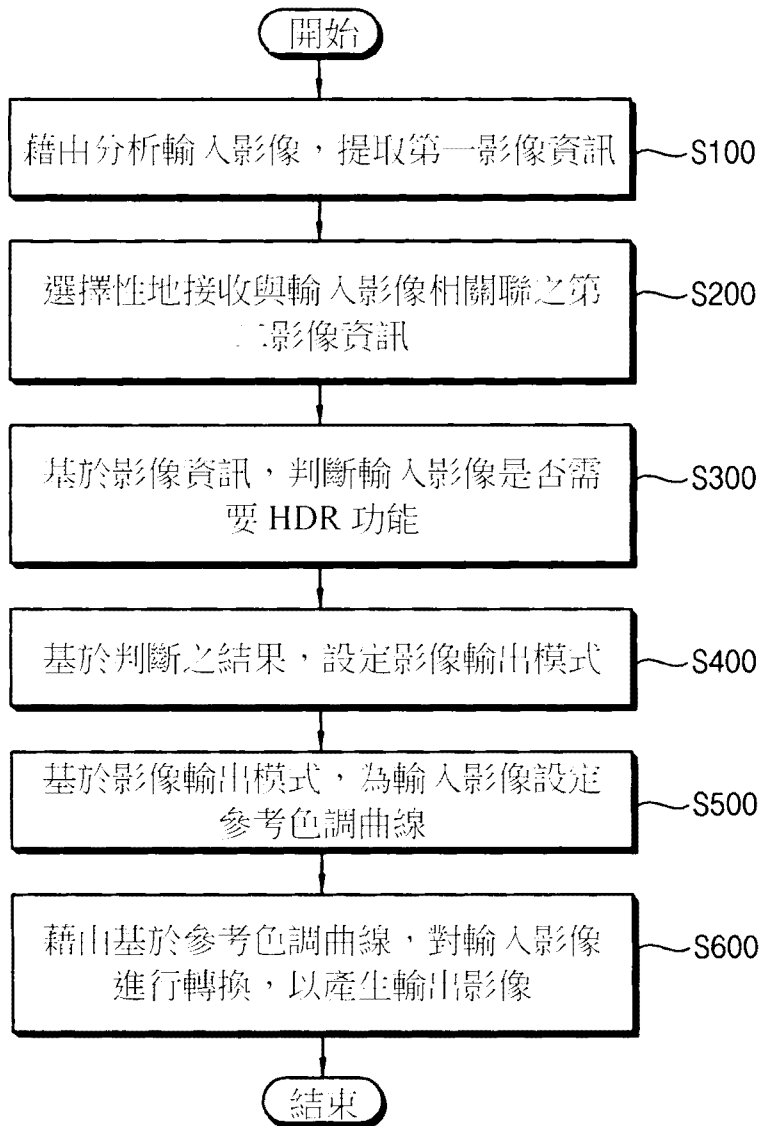 開始
藉由分析輸入影像，提取第一影像資訊
S100
選擇性地接收與輸入影像相關聯之第
二影像資訊
S200
基於影像資訊，判斷輸入影像是否需
要 HDR 功能
S300
基於判斷之結果，設定影像輸出模式
S400
基於影像輸出模式，為輸入影像設定
參考色調曲線
S500
藉由基於參考色調曲線，對輸入影像
進行轉換，以產生輸出影像
S600
結束